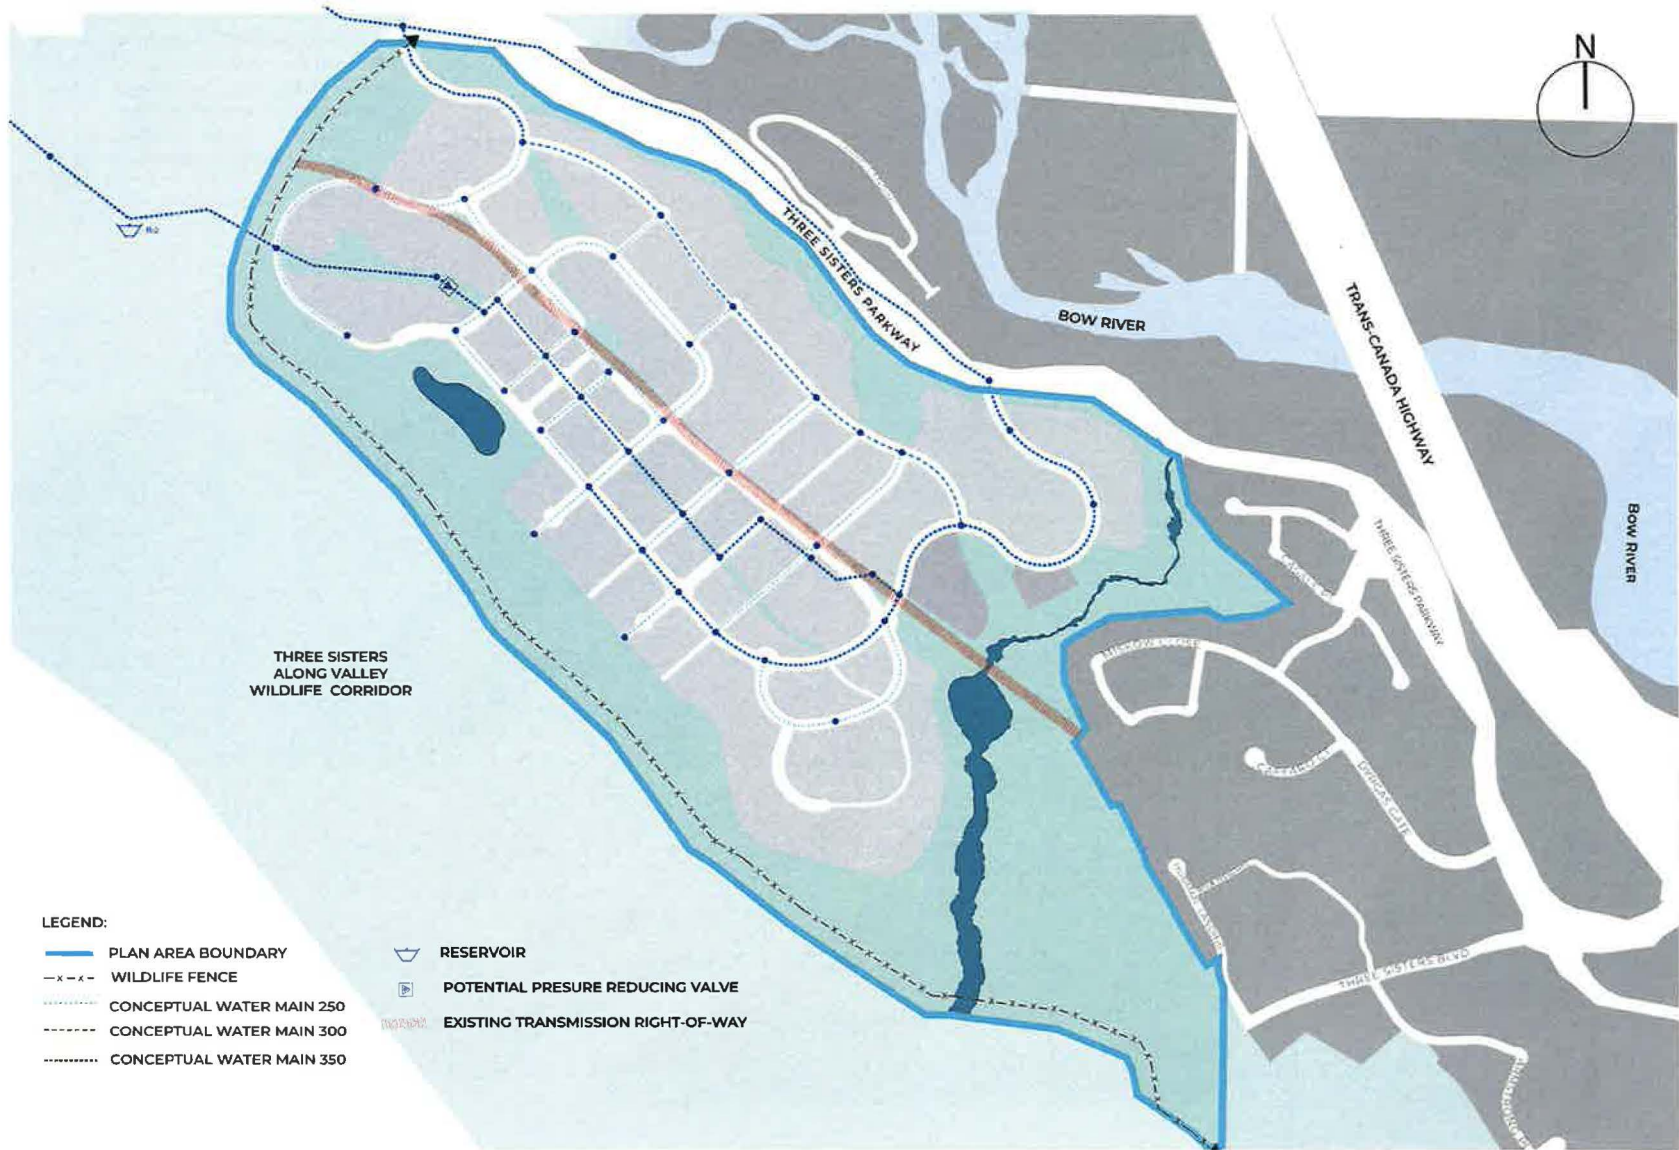 N
THREE SISTERS PARKWAY
BOW RIVER
TRANS-CANADA HIGHWAY
BOW RIVER
THREE SISTERS PARKWAY
THREE SISTERS
ALONG VALLEY
WILDLIFE CORRIDOR
DYRGAS GATE
THREE SISTERS BLVD
LEGEND:
PLAN AREA BOUNDARY
WILDLIFE FENCE
CONCEPTUAL WATER MAIN 250
CONCEPTUAL WATER MAIN 300
CONCEPTUAL WATER MAIN 350
RESERVOIR
POTENTIAL PRESURE REDUCING VALVE
EXISTING TRANSMISSION RIGHT-OF-WAY